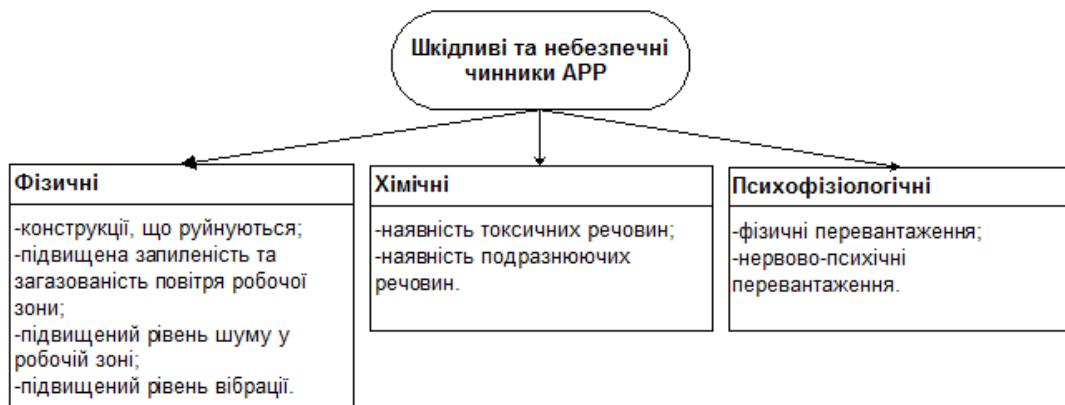 Шкідливі та небезпечні
чинники АРР
Фізичні
-конструкції, що руйнуються;
-підвищена запиленість та
загазованість повітря робочої
зони;
-підвищений рівень шуму у
робочій зоні;
-підвищений рівень вібрації.
Хімічні
-наявність токсичних речовин;
-наявність подразнюючих
речовин.
Психофізіологічні
-фізичні перевантаження;
-нервово-психічні
перевантаження.